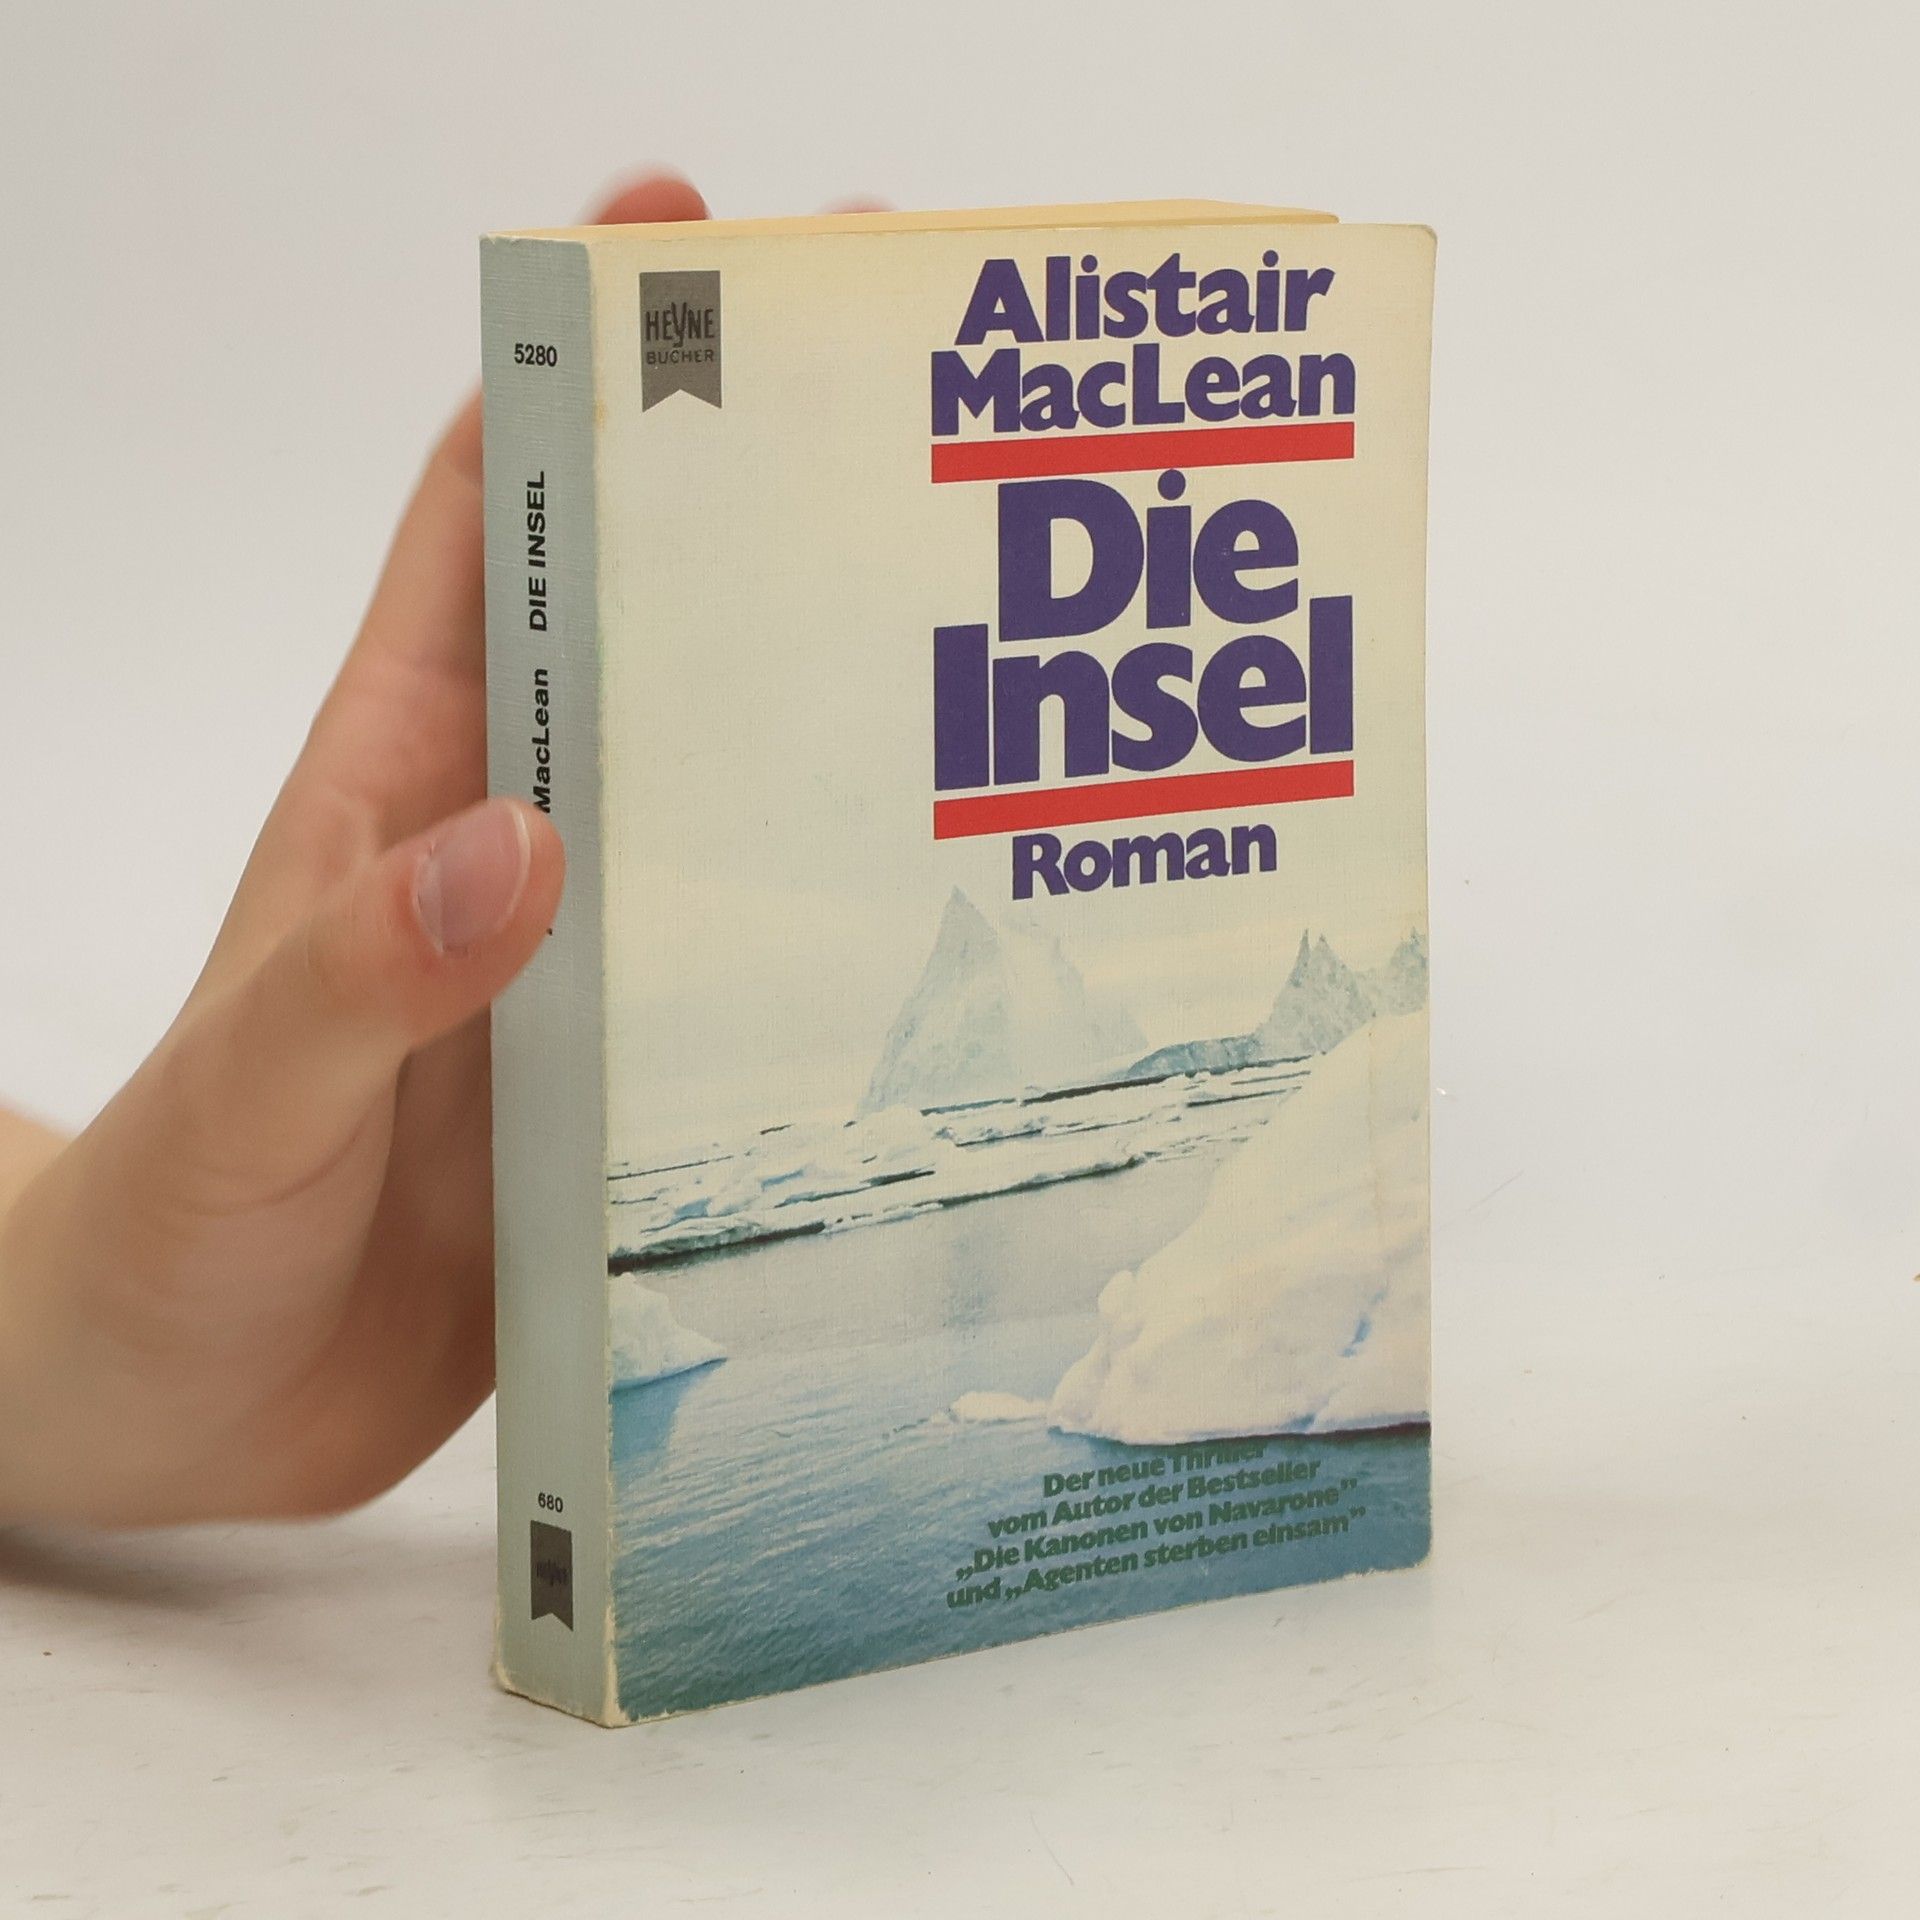 5280
MacLean DIE INSEL
680
HEYNE
HEYNE
BÜCHER
Alistair
MacLean
Die
Insel
Roman
Der neue Thriller
vom Autor der Bestseller
„Die Kanonen von Navarone”
und „Agenten sterben einsam”